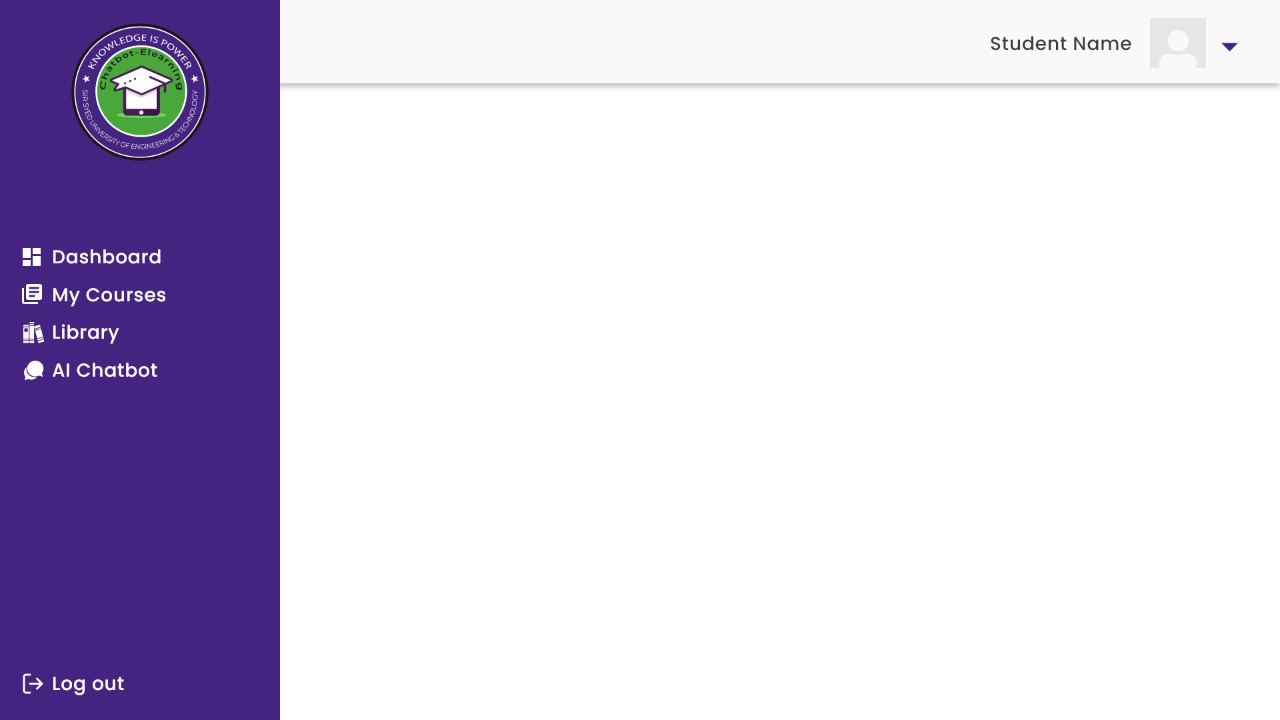 KNOWLEDGE IS POWER
Chatbot-Elearning
SIR SYED UNIVERSITY OF ENGINEERING & TECHNOLOGY
Student Name
Dashboard
My Courses
Library
AI Chatbot
Log out